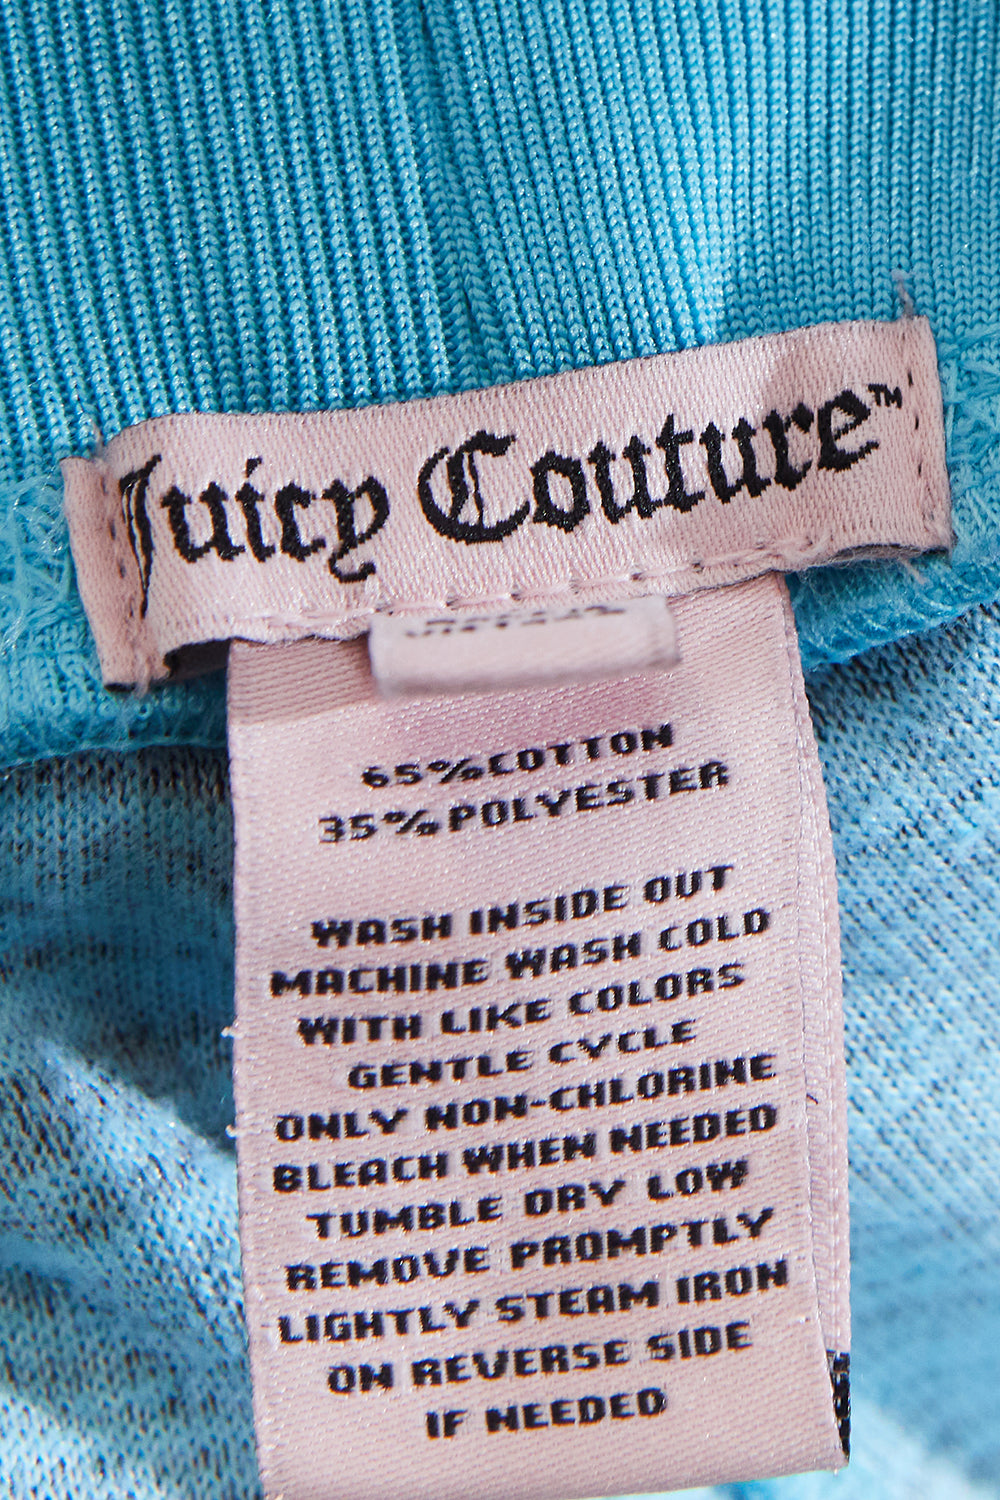 Juicy Couture™
65% COTTON
35% POLYESTER
WASH INSIDE OUT
MACHINE WASH COLD
WITH LIKE COLORS
GENTLE CYCLE
ONLY NON-CHLORINE
BLEACH WHEN NEEDED
TUMBLE DRY LOW
REMOVE PROMPTLY
LIGHTLY STEAM IRON
ON REVERSE SIDE
IF NEEDED